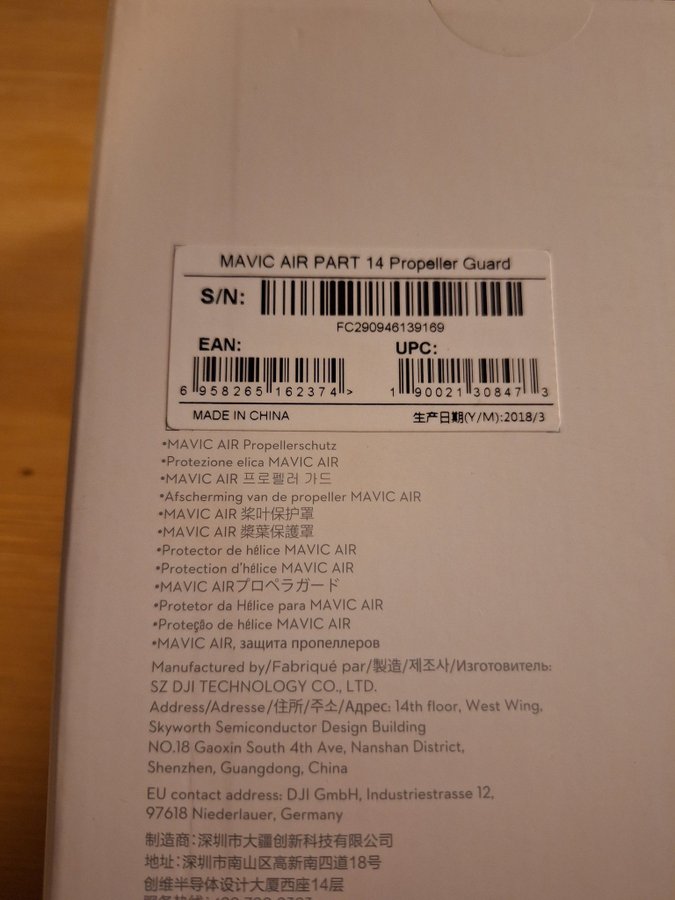 MAVIC AIR PART 14 Propeller Guard
S/N:
FC290946139169
EAN: UPC:
6 958265 162374 > 1 90021 30847 3
MADE IN CHINA 生产日期(Y/M):2018/3
•MAVIC AIR Propellerschutz
•Protezione elica MAVIC AIR
•MAVIC AIR 프로펠러 가드
•Afscherming van de propeller MAVIC AIR
•MAVIC AIR 桨叶保护罩
•MAVIC AIR 槳葉保護罩
•Protector de hélice MAVIC AIR
•Protection d'hélice MAVIC AIR
•MAVIC AIRプロペラガード
•Protetor da Hélice para MAVIC AIR
•Proteção do hélice MAVIC AIR
•MAVIC AIR, защита пропеллеров
Manufactured by/Fabriqué par/製造/제조사/Изготовитель:
SZ DJI TECHNOLOGY CO., LTD.
Address/Adresse/住所/주소/Адрес: 14th floor, West Wing,
Skyworth Semiconductor Design Building
NO.18 Gaoxin South 4th Ave, Nanshan District,
Shenzhen, Guangdong, China
EU contact address: DJI GmbH, Industriestrasse 12,
97618 Niederlauer, Germany
制造商：深圳市大疆创新科技有限公司
地址：深圳市南山区高新南四道18号
创维半导体设计大厦西座14层